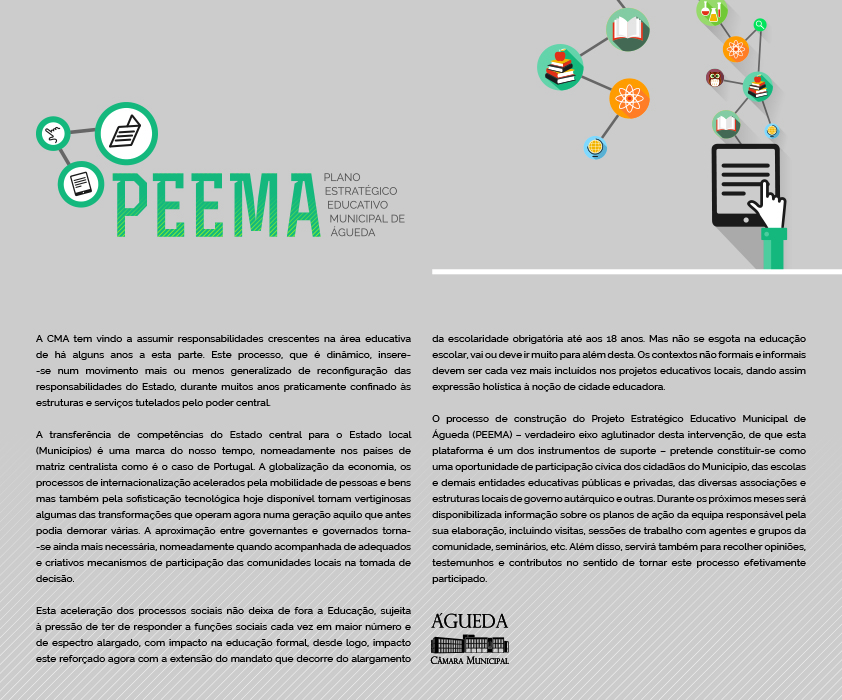 PEEMA
PLANO
ESTRATÉGICO
EDUCATIVO
MUNICIPAL DE
ÁGUEDA
A CMA tem vindo a assumir responsabilidades crescentes na área educativa
de há alguns anos a esta parte. Este processo, que é dinâmico, insere-
-se num movimento mais ou menos generalizado de reconfiguração das
responsabilidades do Estado, durante muitos anos praticamente confinado às
estruturas e serviços tutelados pelo poder central.
A transferência de competências do Estado central para o Estado local
(Municípios) é uma marca do nosso tempo, nomeadamente nos países de
matriz centralista como é o caso de Portugal. A globalização da economia, os
processos de internacionalização acelerados pela mobilidade de pessoas e bens
mas também pela sofisticação tecnológica hoje disponível tornam vertiginosas
algumas das transformações que operam agora numa geração aquilo que antes
podia demorar várias. A aproximação entre governantes e governados torna-
-se ainda mais necessária, nomeadamente quando acompanhada de adequados
e criativos mecanismos de participação das comunidades locais na tomada de
decisão.
Esta aceleração dos processos sociais não deixa de fora a Educação, sujeita
à pressão de ter de responder a funções sociais cada vez em maior número e
de espectro alargado, com impacto na educação formal, desde logo, impacto
este reforçado agora com a extensão do mandato que decorre do alargamento
da escolaridade obrigatória até aos 18 anos. Mas não se esgota na educação
escolar, vai ou deve ir muito para além desta. Os contextos não formais e informais
devem ser cada vez mais incluídos nos projetos educativos locais, dando assim
expressão holística à noção de cidade educadora.
O processo de construção do Projeto Estratégico Educativo Municipal de
Águeda (PEEMA) – verdadeiro eixo aglutinador desta intervenção, de que esta
plataforma é um dos instrumentos de suporte – pretende constituir-se como
uma oportunidade de participação cívica dos cidadãos do Município, das escolas
e demais entidades educativas públicas e privadas, das diversas associações e
estruturas locais de governo autárquico e outras. Durante os próximos meses será
disponibilizada informação sobre os planos de ação da equipa responsável pela
sua elaboração, incluindo visitas, sessões de trabalho com agentes e grupos da
comunidade, seminários, etc. Além disso, servirá também para recolher opiniões,
testemunhos e contributos no sentido de tornar este processo efetivamente
participado.
ÁGUEDA
CÂMARA MUNICIPAL